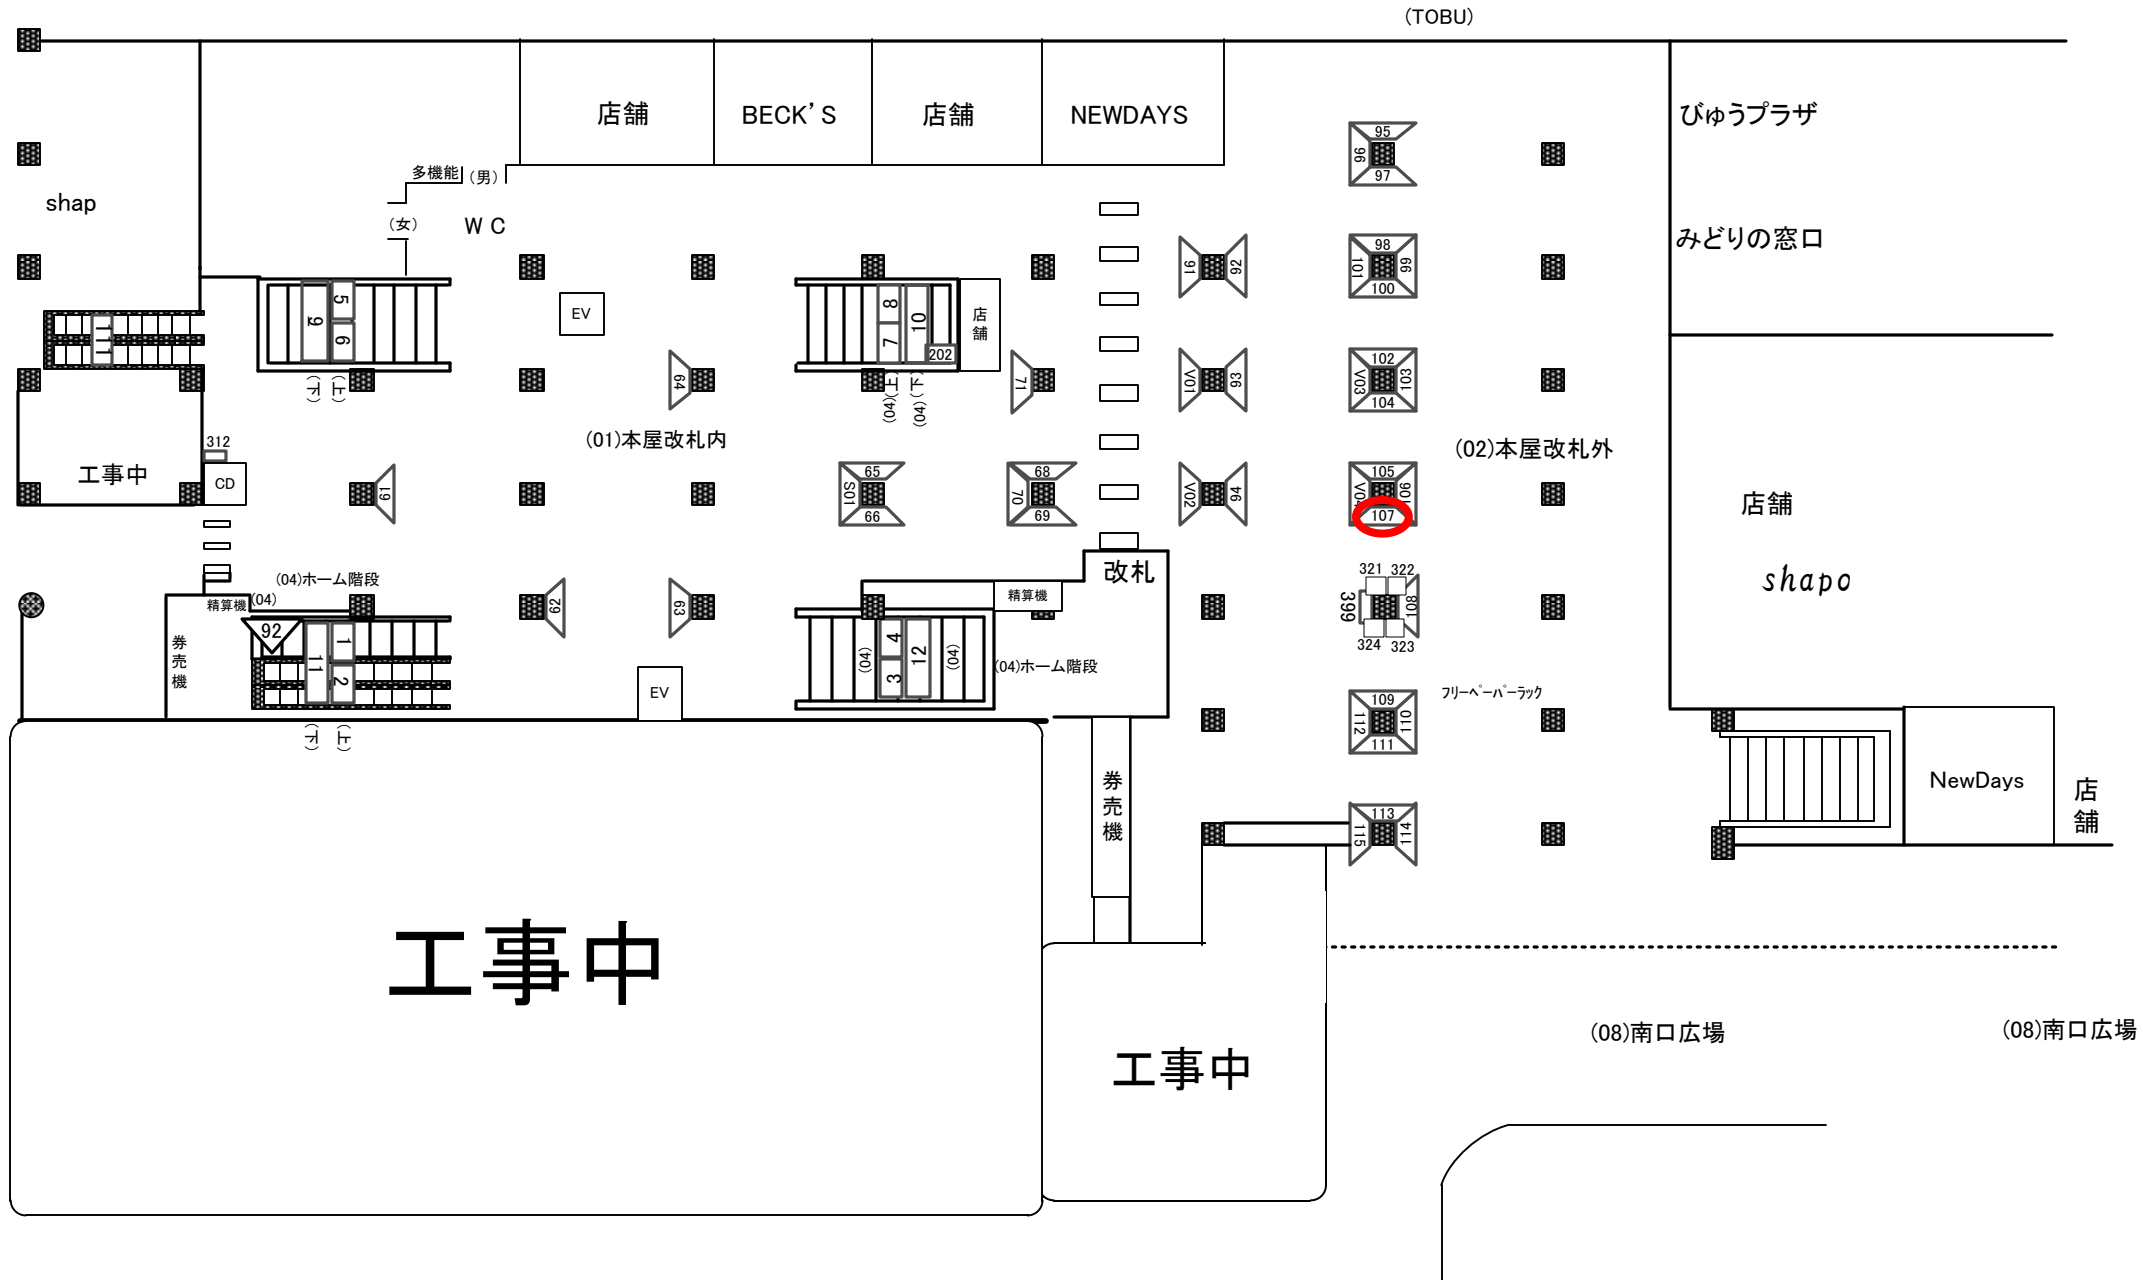 (TOBU)
店舗
BECK'S
店舗
NEWDAYS
びゅうプラザ
95
96
97
多機能
(男)
shap
(女)
W C
みどりの窓口
91
92
98
101
99
100
5
9
6
EV
8
10
7
202
店舗
111
(下)
(上)
64
(04)(上)
(04)(下)
71
V01
93
102
V03
103
104
(01)本屋改札内
(02)本屋改札外
312
工事中
CD
61
65
S01
66
68
70
69
V02
94
105
V04
106
107
店舗
shapo
改札
(04)ホーム階段
精算機
(04)
精算機
321
322
399
108
324
323
62
63
券売機
92
1
11
2
(04)
4
12
3
(04)
(04)ホーム階段
EV
フリーペーパーラック
109
112
110
111
(下)
(上)
券売機
NewDays
店舗
113
115
114
工事中
工事中
(08)南口広場
(08)南口広場